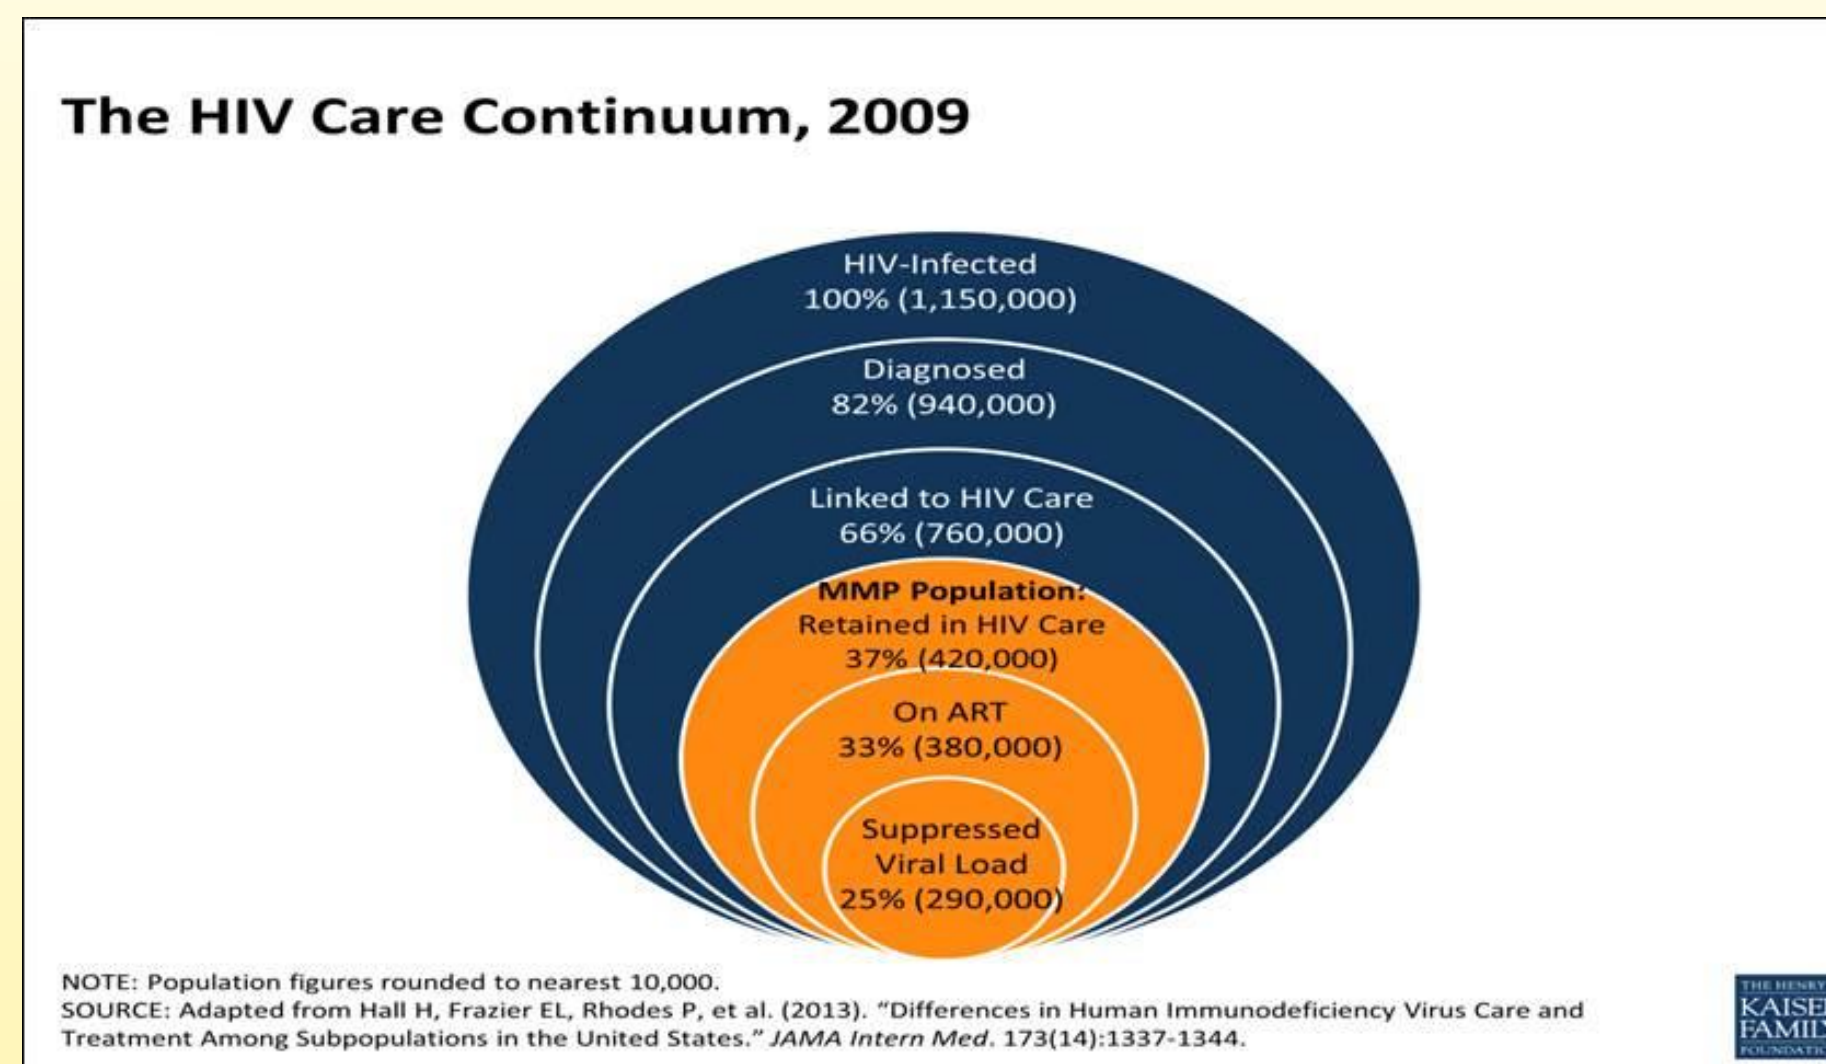 The HIV Care Continuum, 2009
HIV-Infected
100% (1,150,000)
Diagnosed
82% (940,000)
Linked to HIV Care
66% (760,000)
MMP Population:
Retained in HIV Care
37% (420,000)
On ART
33% (380,000)
Suppressed
Viral Load
25% (290,000)
NOTE: Population figures rounded to nearest 10,000.
SOURCE: Adapted from Hall H, Frazier EL, Rhodes P, et al. (2013). “Differences in Human Immunodeficiency Virus Care and
Treatment Among Subpopulations in the United States.” JAMA Intern Med. 173(14):1337-1344.
THE HENRY
KAISER
FAMILY